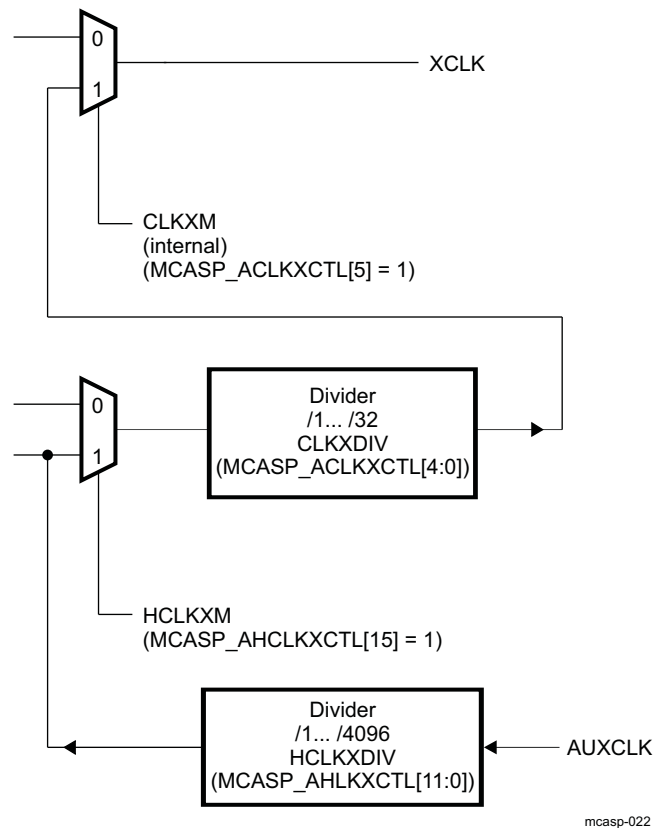 0
XCLK
1
CLKXM
(internal)
(MCASP_ACLKXCTL[5] = 1)
Divider
/1... /32
CLKXDIV
(MCASP_ACLKXCTL[4:0])
0
1
HCLKXM
(MCASP_AHCLKXCTL[15] = 1)
Divider
/1... /4096
HCLKXDIV
(MCASP_AHLKXCTL[11:0])
AUXCLK
mcasp-022